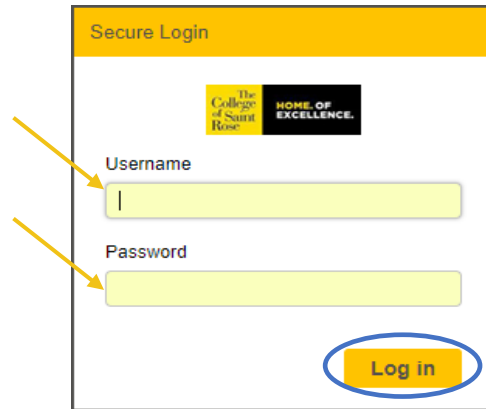 Secure Login
The
College
of Saint
Rose
HOME. OF
EXCELLENCE.
Username
Password
Log in